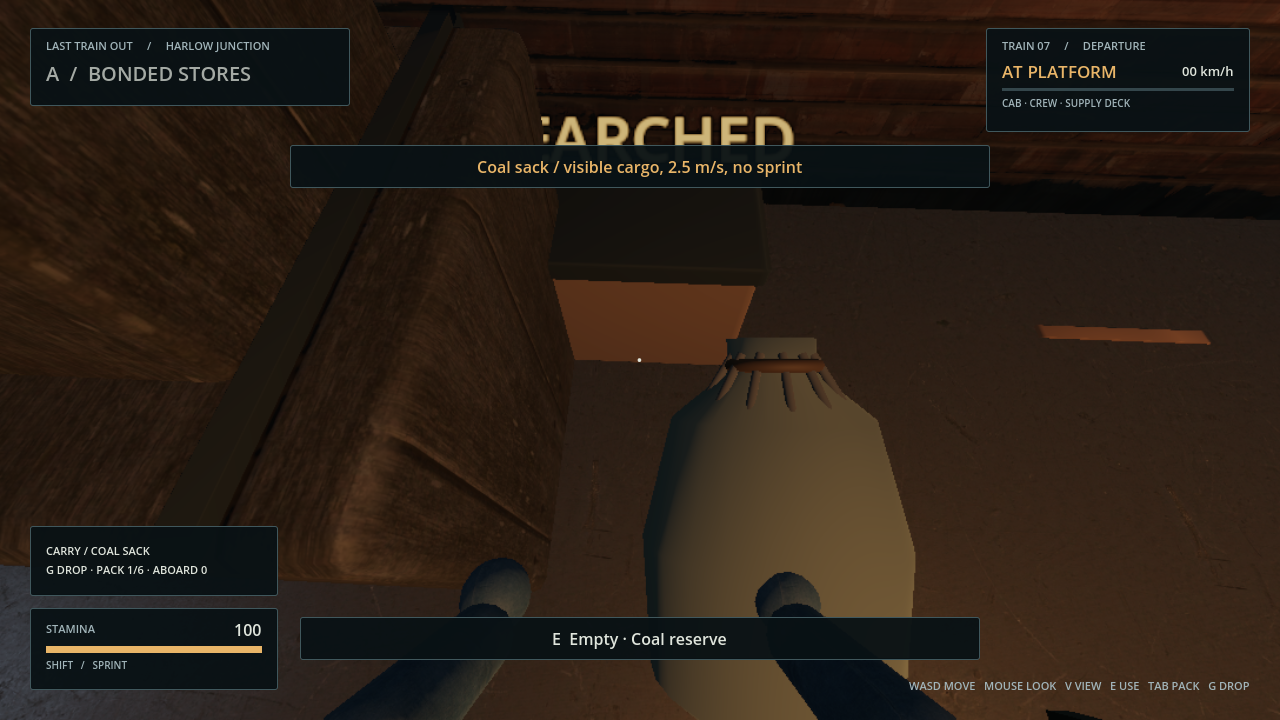 LAST TRAIN OUT / HARLOW JUNCTION
A / BONDED STORES
TRAIN 07 / DEPARTURE
AT PLATFORM 00 km/h
CAB · CREW · SUPPLY DECK
Coal sack / visible cargo, 2.5 m/s, no sprint
CARRY / COAL SACK
G DROP · PACK 1/6 · ABOARD 0
STAMINA 100
SHIFT / SPRINT
E Empty · Coal reserve
WASD MOVE MOUSE LOOK V VIEW E USE TAB PACK G DROP